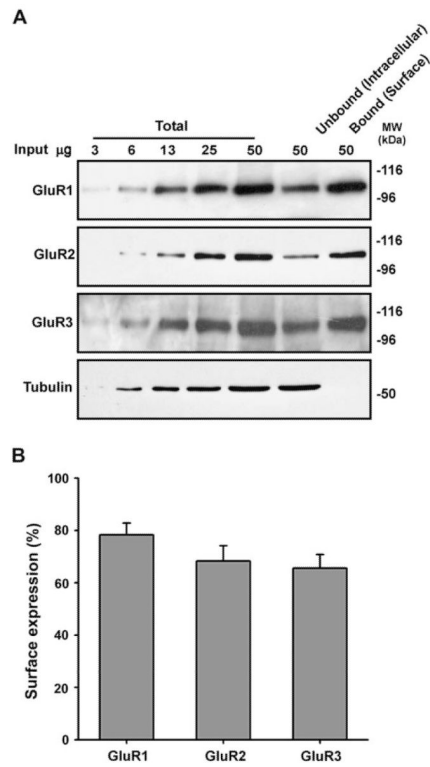 A
Unbound (Intracellular)
Bound (Surface)
Total
MW
(kDa)
Input μg 3 6 13 25 50 50 50
GluR1
-116
-96
GluR2
-116
-96
GluR3
-116
-96
Tubulin
-50
B
Surface expression (%)
100
80
60
40
20
0
GluR1 GluR2 GluR3